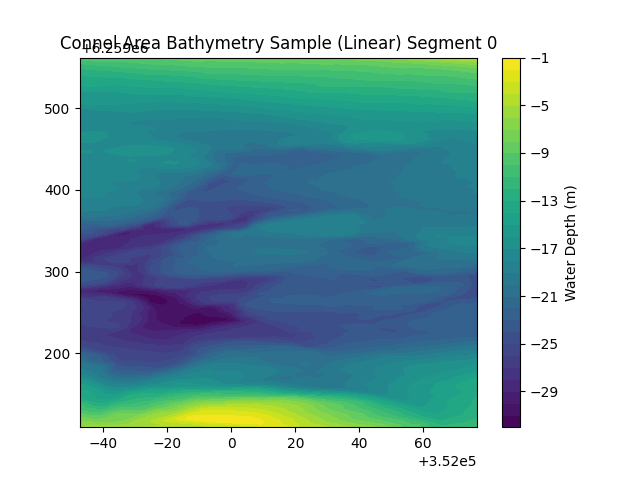 Connel Area Bathymetry Sample (Linear) Segment 0
+6.259e6
500
400
300
200
−40 −20 0 20 40 60
+3.52e5
−1
−5
−9
−13
−17
−21
−25
−29
Water Depth (m)